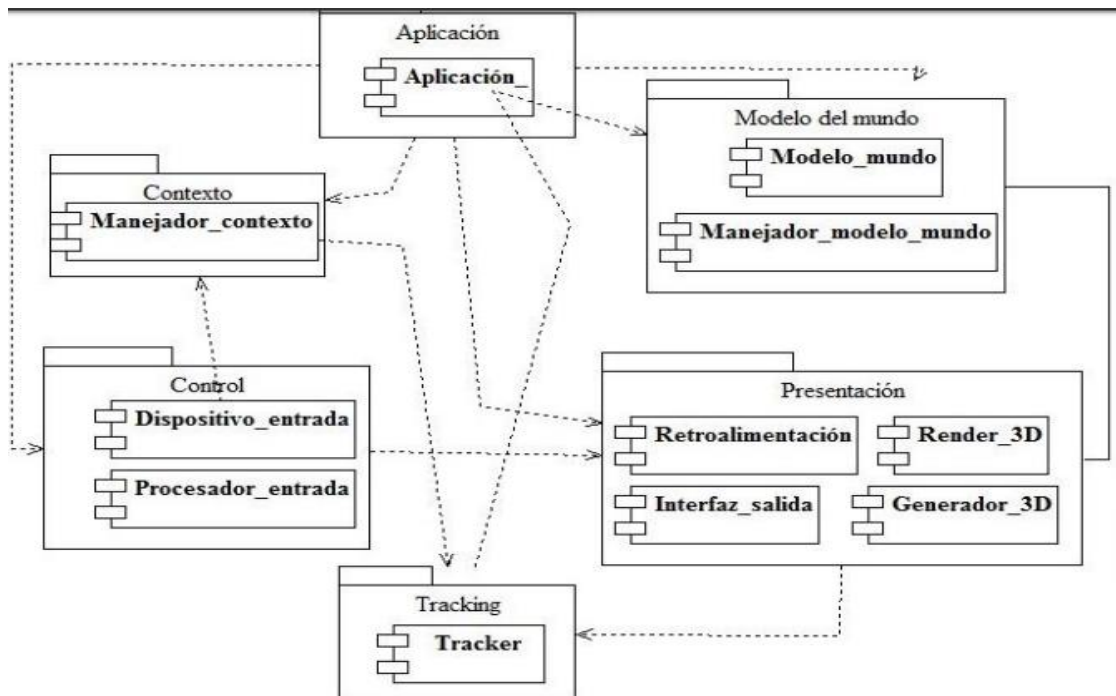 Aplicación
Aplicación_
Modelo del mundo
Modelo_mundo
Manejador_modelo_mundo
Contexto
Manejador_contexto
Control
Dispositivo_entrada
Procesador_entrada
Presentación
Retroalimentación
Render_3D
Interfaz_salida
Generador_3D
Tracking
Tracker